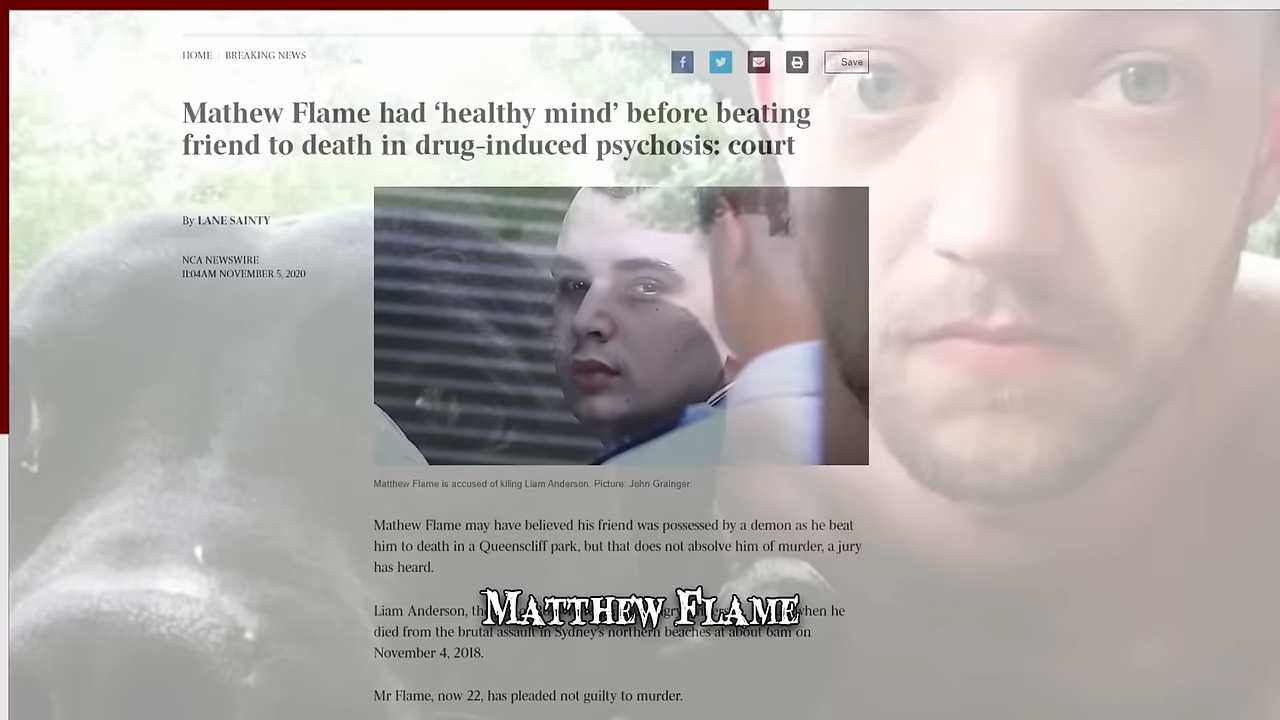 HOME / BREAKING NEWS
Save
Mathew Flame had ‘healthy mind’ before beating
friend to death in drug-induced psychosis: court
By LANE SAINTY
NCA NEWSWIRE
11:04AM NOVEMBER 5, 2020
Matthew Flame is accused of kiling Liam Anderson. Picture: John Grainger.
Mathew Flame may have believed his friend was possessed by a demon as he beat
him to death in a Queenscliff park, but that does not absolve him of murder, a jury
has heard.
Liam Anderson, when he
MATTHEW FLAME
died from the brutal assault in Sydney's northern beaches at about 6am on
November 4, 2018.
Mr Flame, now 22, has pleaded not guilty to murder.